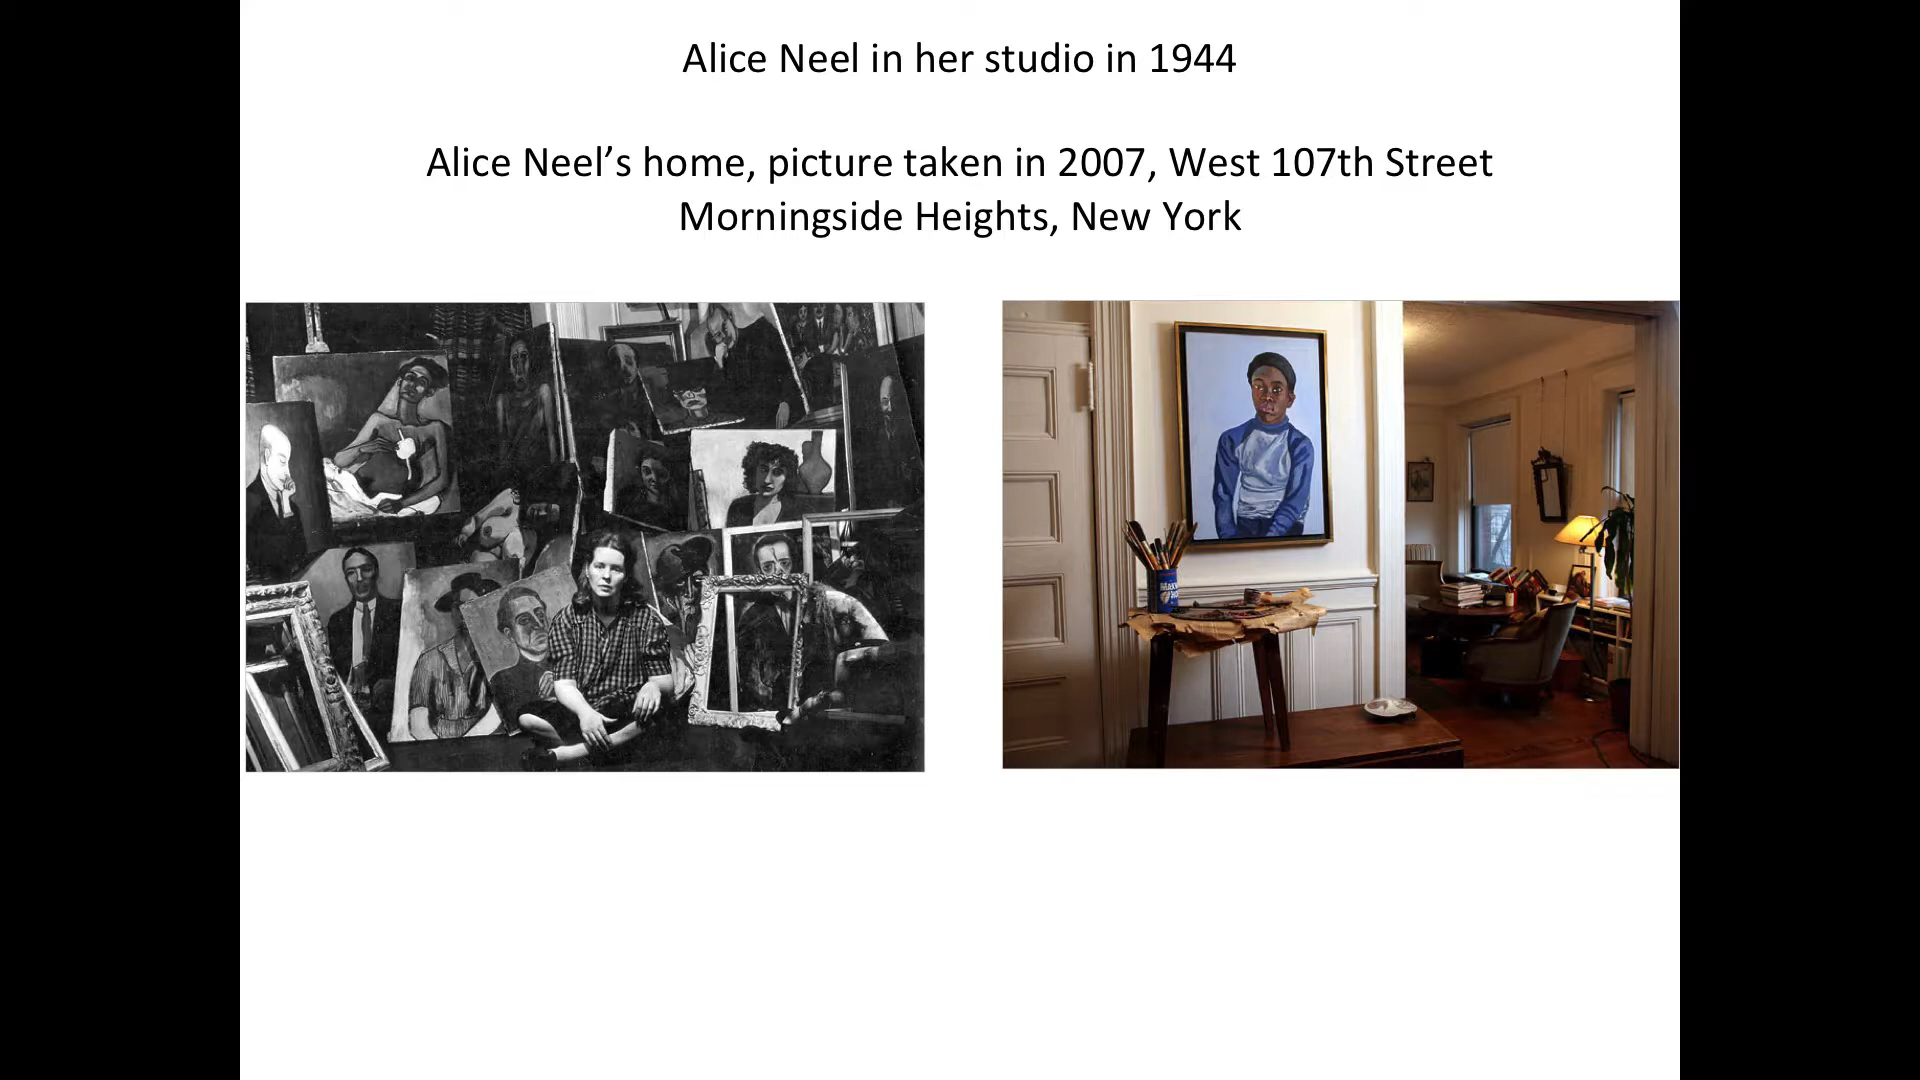 Alice Neel in her studio in 1944
Alice Neel’s home, picture taken in 2007, West 107th Street
Morningside Heights, New York